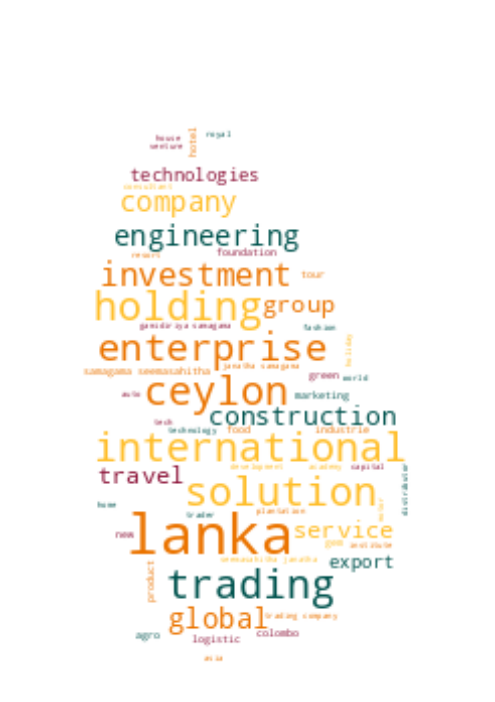 house
royal
hotel
venture
technologies
consultant
company
engineering
foundation
resort
investment
tour
holding
group
gamidiriya samagama
fashion
enterprise
holiday
janatha samagama
samagama seemasahitha
green
world
ceylon
auto
marketing
construction
tech
technology
food
industrie
international
development
academy
capital
travel
distributor
solution
motor
home
plantation
trader
lanka
new
service
gem
institute
seemasahitha janatha
export
product
trading
global
trading company
agro
logistic
colombo
asia